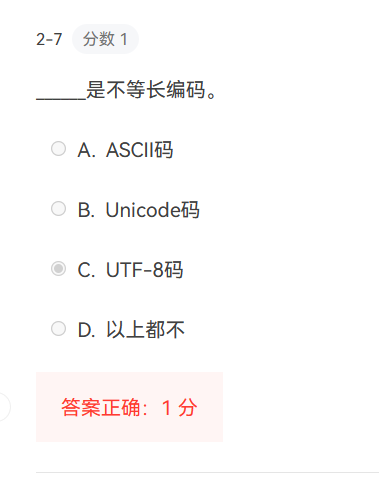 2-7 分数 1
_____是不等长编码。
A. ASCII码
B. Unicode码
C. UTF-8码
D. 以上都不
答案正确：1 分